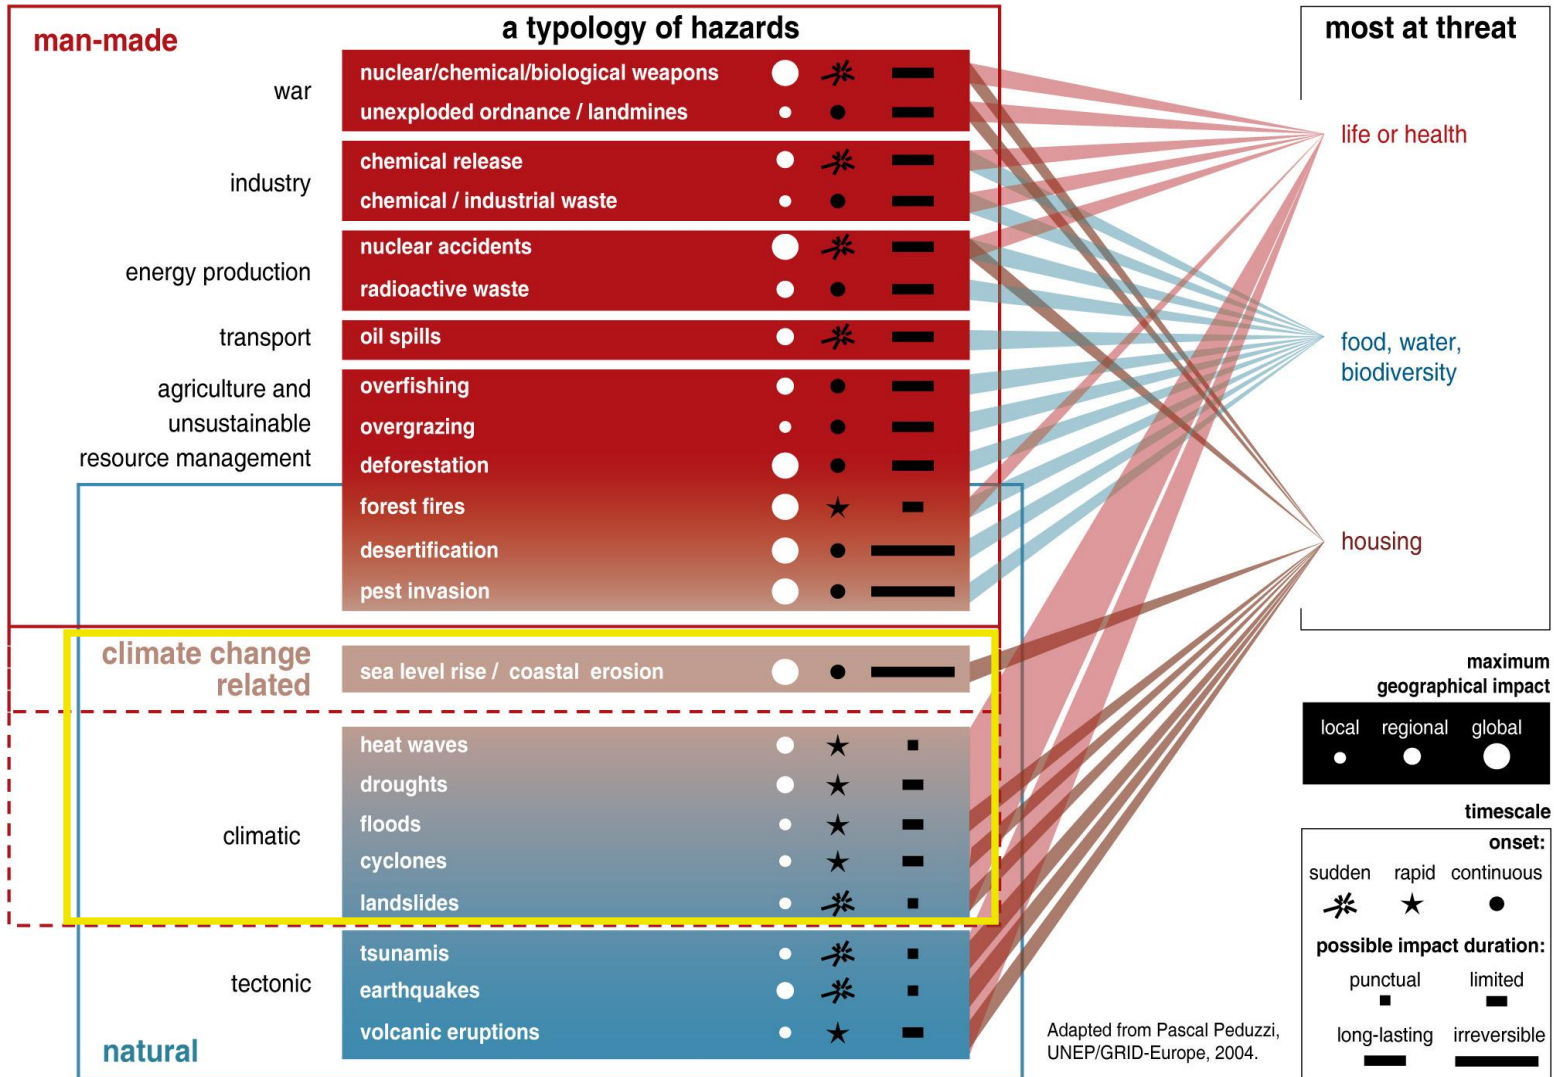 a typology of hazards
man-made
war
nuclear/chemical/biological weapons
unexploded ordnance / landmines
industry
chemical release
chemical / industrial waste
energy production
nuclear accidents
radioactive waste
transport
oil spills
agriculture and
unsustainable
resource management
overfishing
overgrazing
deforestation
forest fires
desertification
pest invasion
climate change
related
sea level rise / coastal erosion
climatic
heat waves
droughts
floods
cyclones
landslides
tectonic
tsunamis
earthquakes
volcanic eruptions
natural
most at threat
life or health
food, water,
biodiversity
housing
maximum
geographical impact
local regional global
timescale
onset:
sudden rapid continuous
possible impact duration:
punctual limited
long-lasting irreversible
Adapted from Pascal Peduzzi,
UNEP/GRID-Europe, 2004.